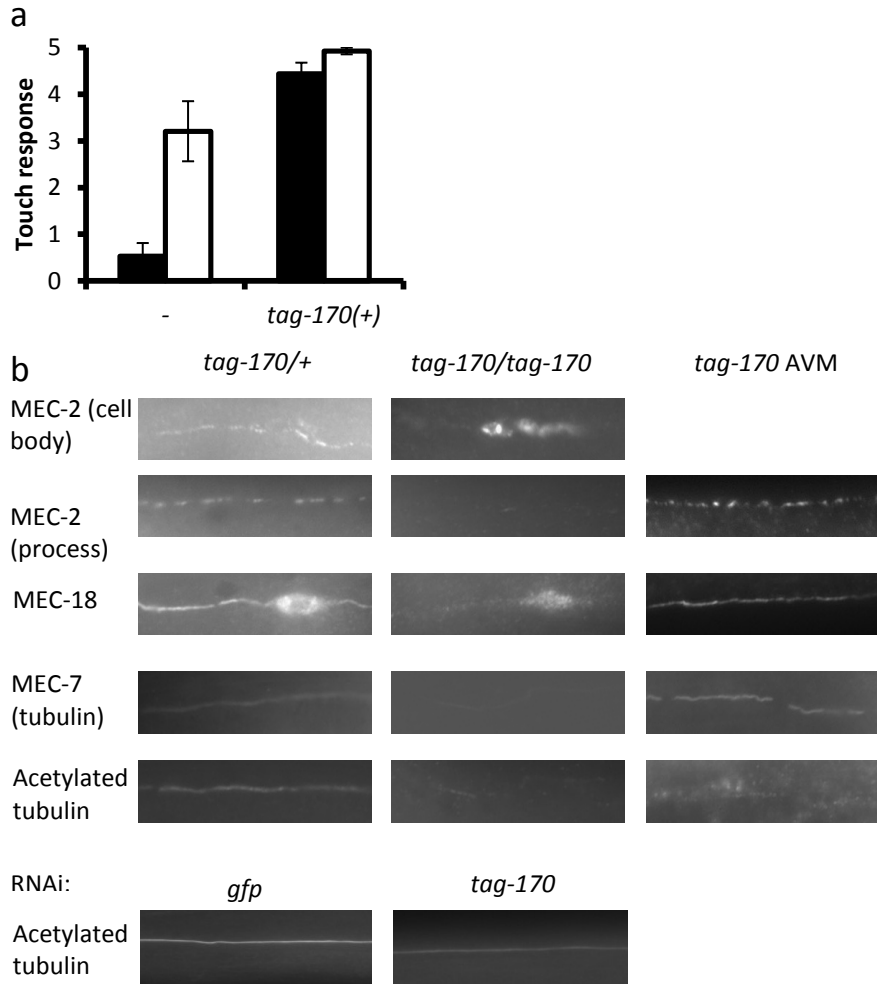 a
Touch response
5
4
3
2
1
0
-
tag-170(+)
b
tag-170/+
tag-170/tag-170
tag-170 AVM
MEC-2 (cell
body)
MEC-2
(process)
MEC-18
MEC-7
(tubulin)
Acetylated
tubulin
RNAi:
gfp
tag-170
Acetylated
tubulin